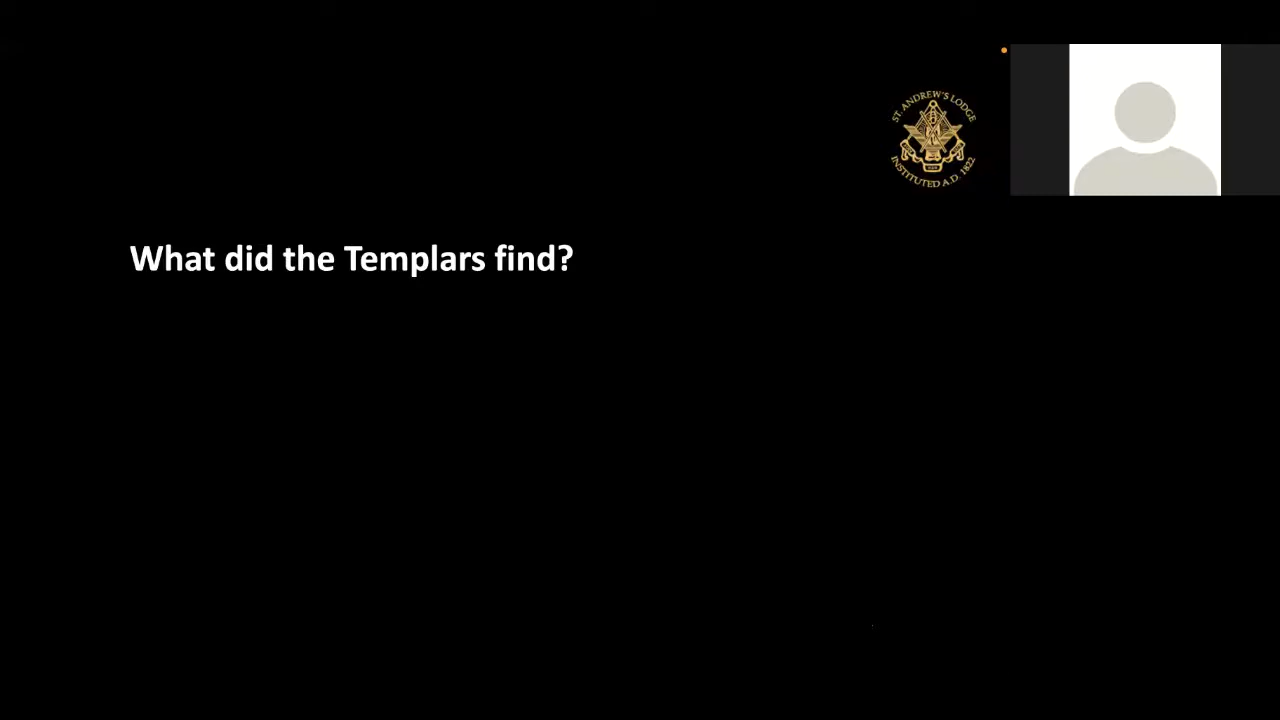 ST. ANDREW'S LODGE
INSTITUTED A.D. 1822
What did the Templars find?